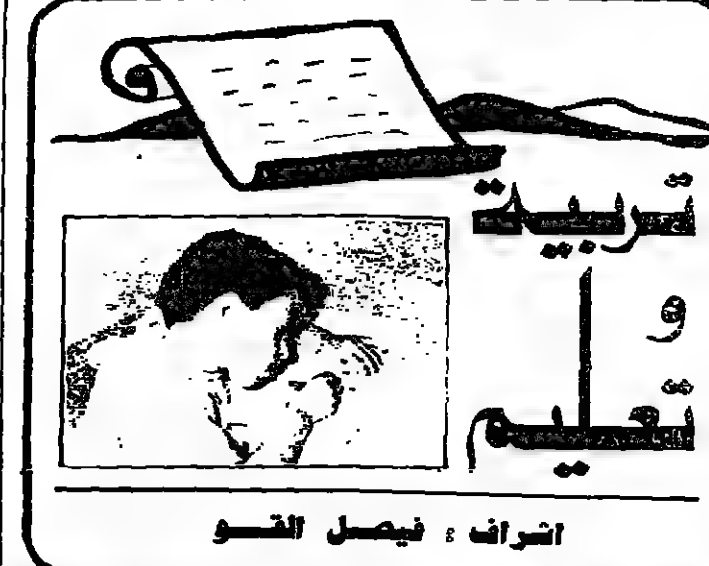 تربية
و
تعليم
اشراف : فيصل القو